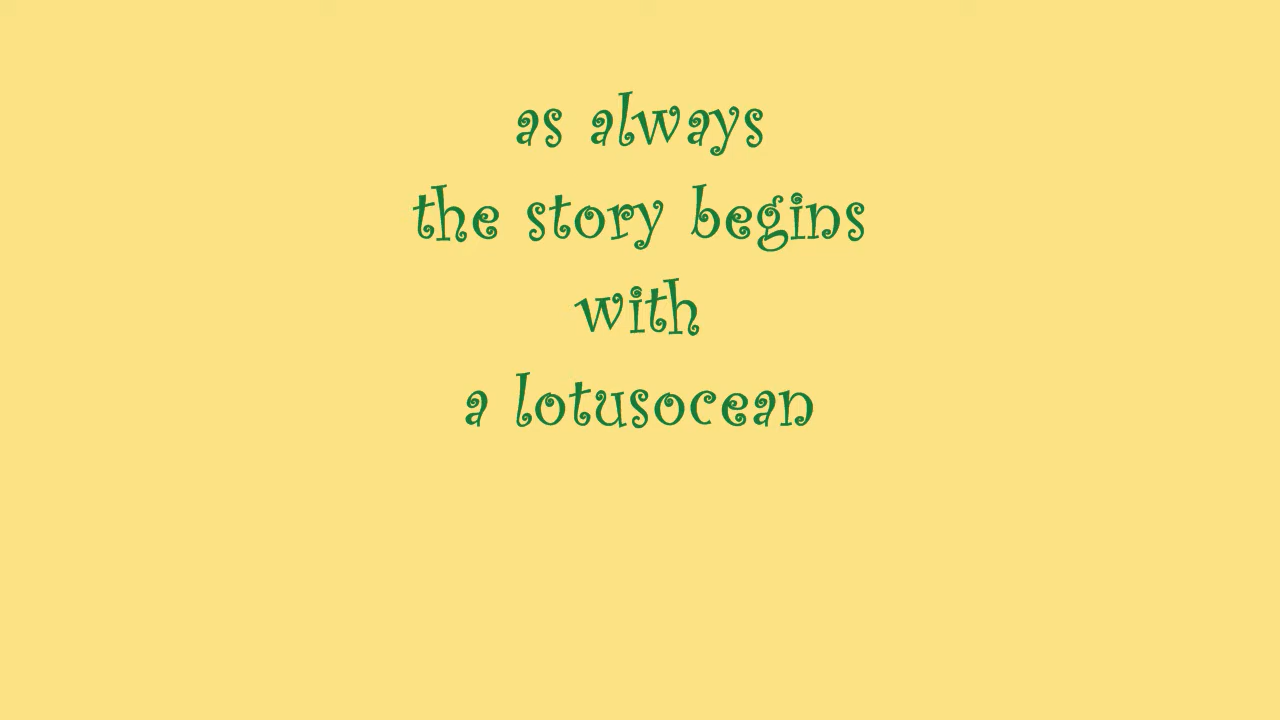 as always
the story begins
with
a lotusocean